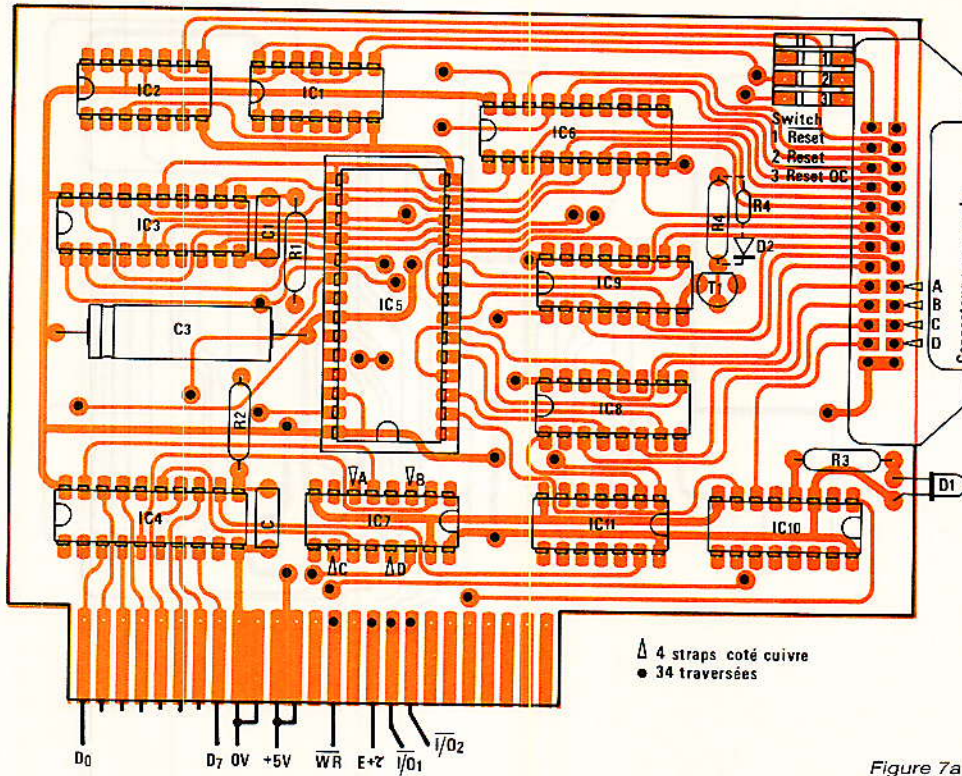 IC2
IC1
1
2
3
IC6
Switch
1 Reset
2 Reset
3 Reset OC
IC3
C1
R1
R4
R4
D2
T1
IC5
IC9
A
B
C
D
C3
R2
IC8
R3
D1
A
B
IC4
C
IC7
IC11
IC10
C
D
4 straps coté cuivre
34 traversées
D0
D7 0V +5V WR E+τ I/O1 I/O2
Figure 7a